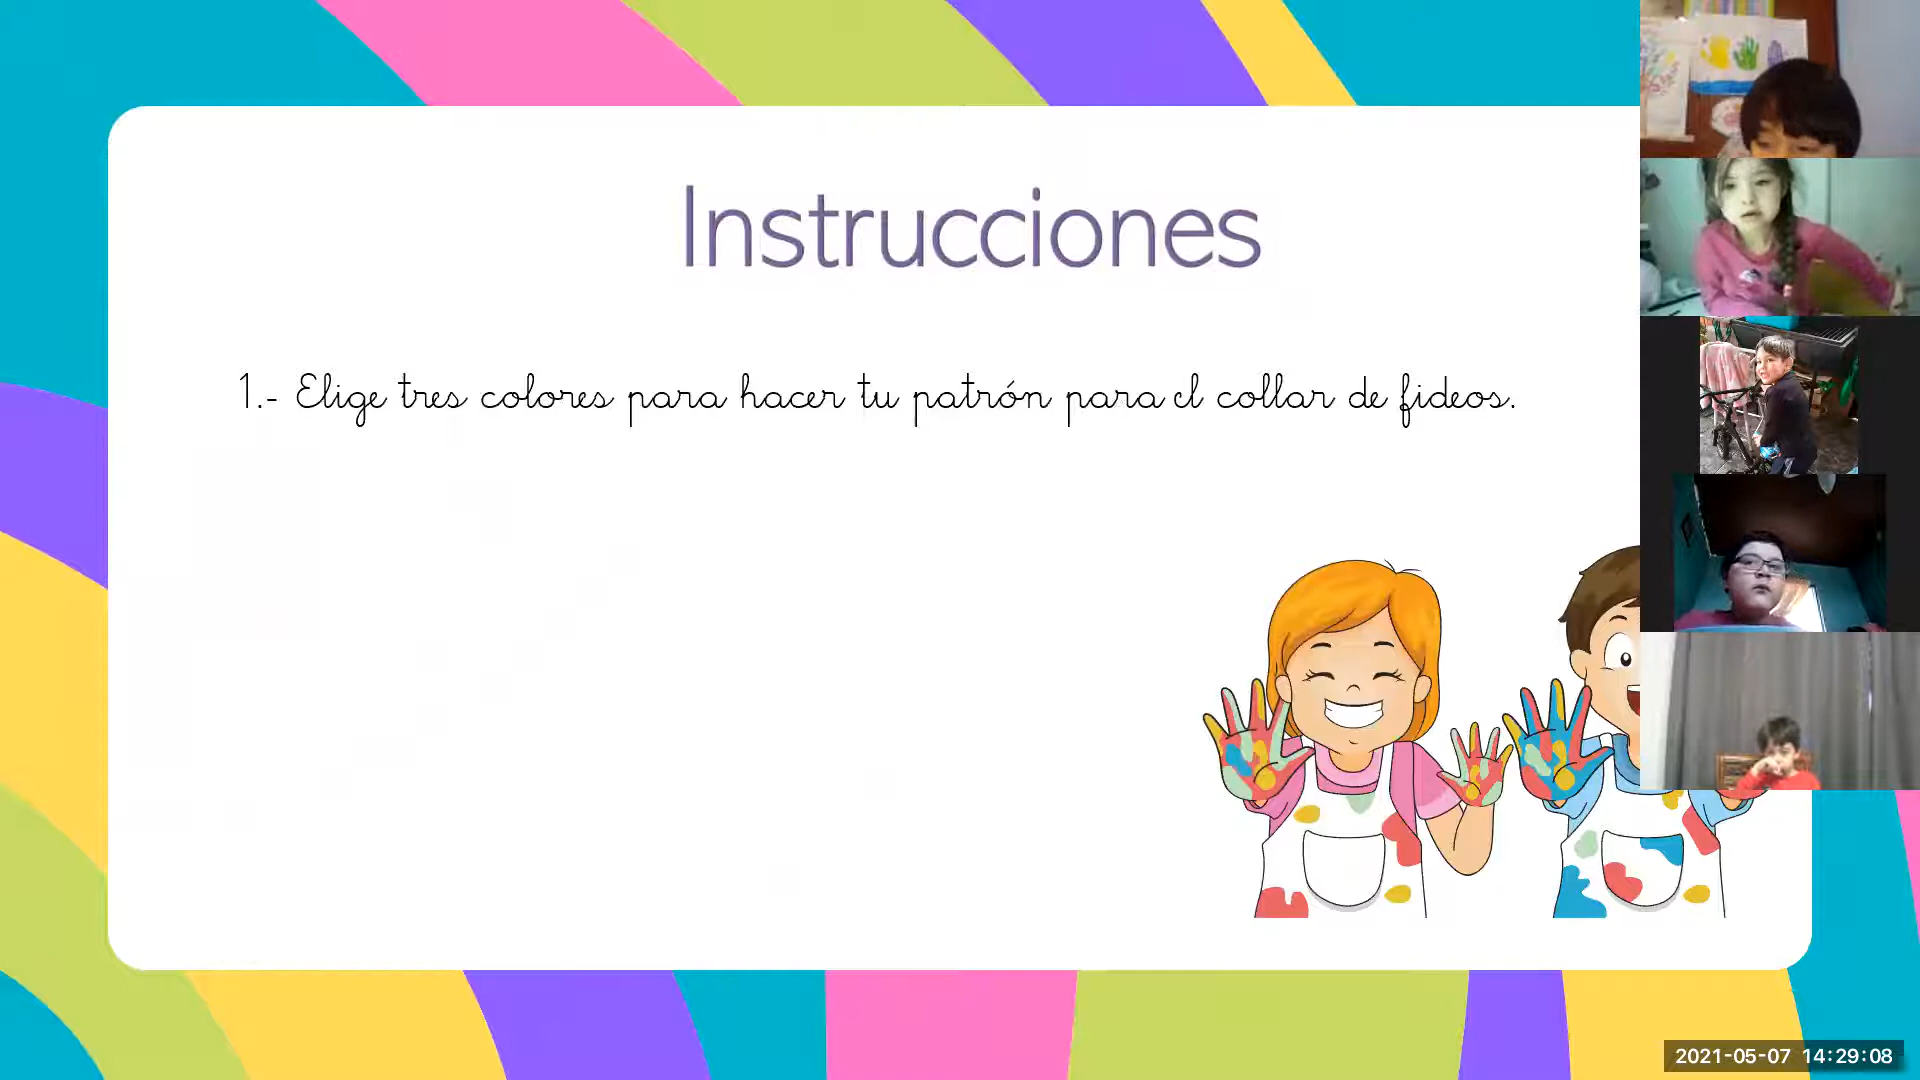 Instrucciones
1.- Elige tres colores para hacer tu patrón para el collar de fideos.
2021-05-07 14:29:08